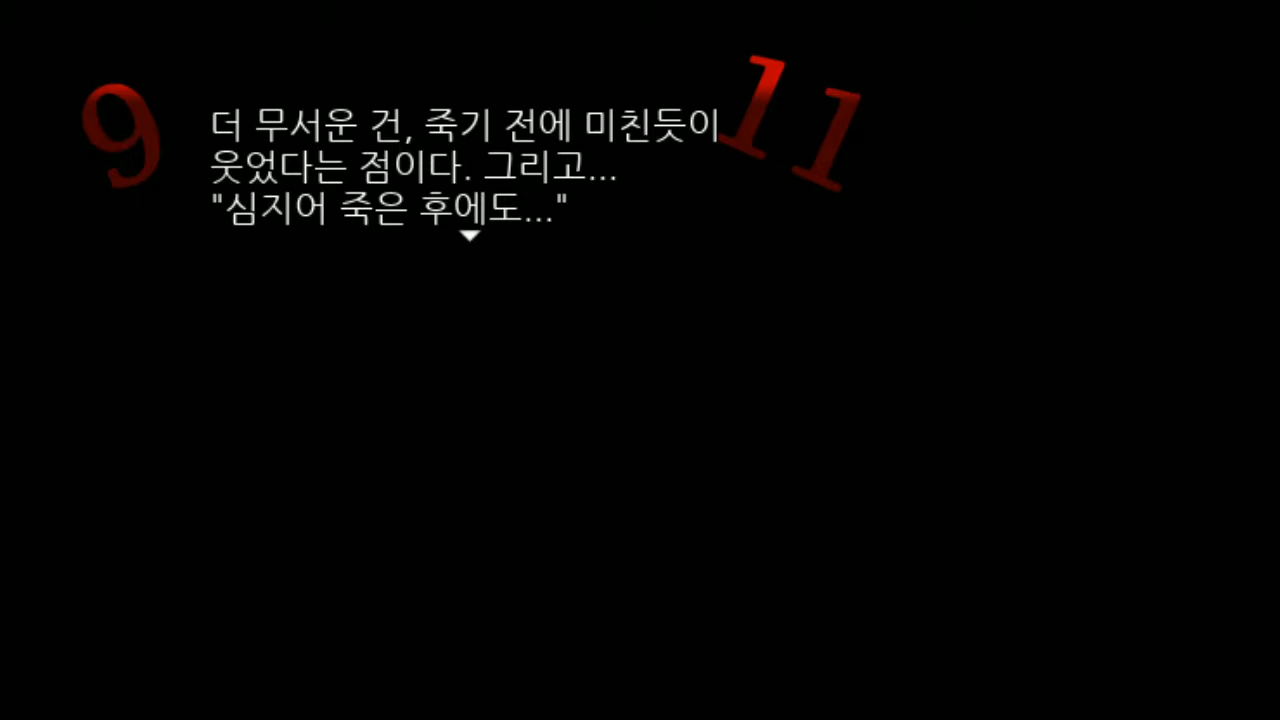 9
11
더 무서운 건, 죽기 전에 미친듯이
웃었다는 점이다. 그리고...
"심지어 죽은 후에도..."